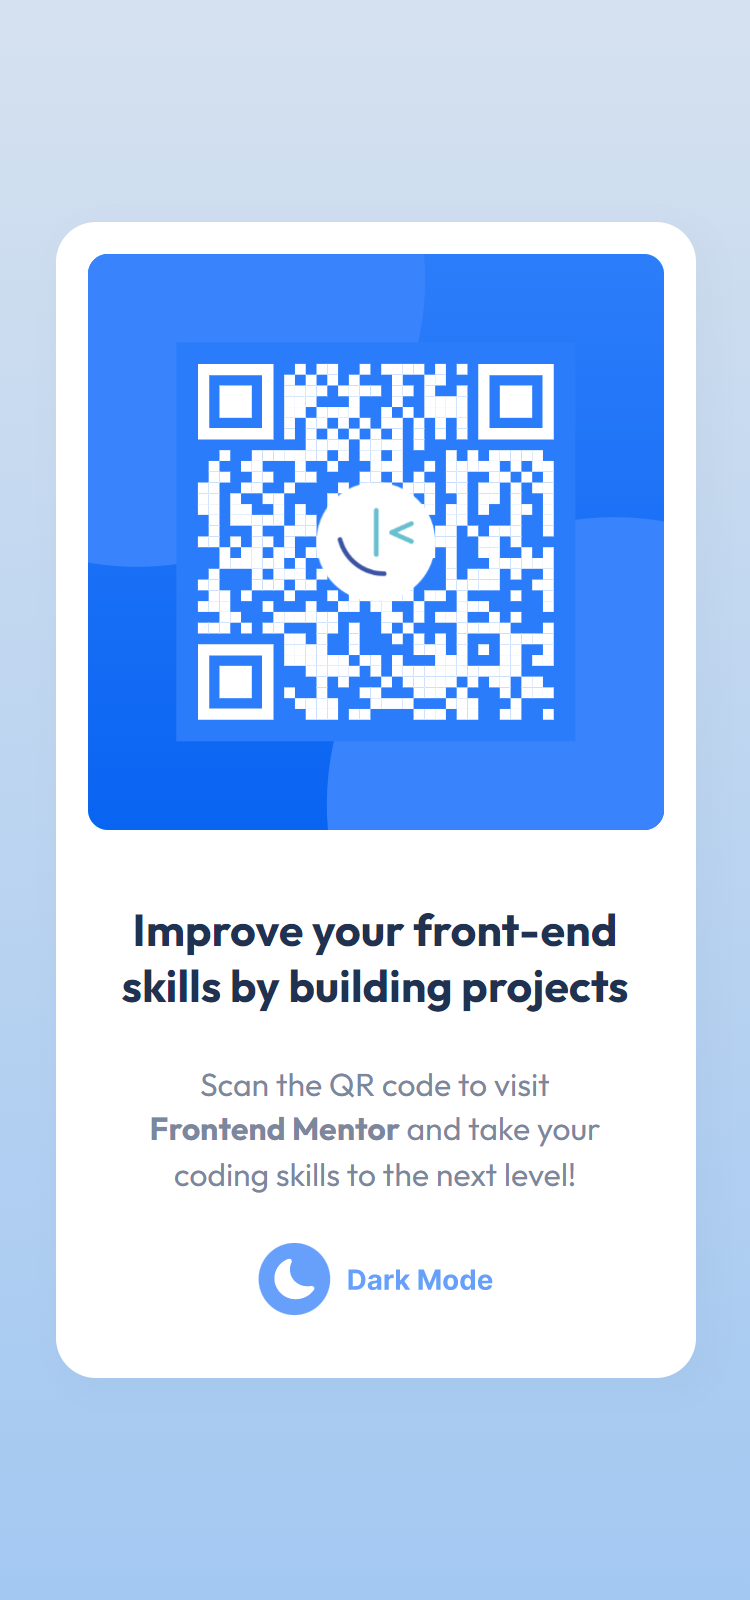 Improve your front-end
skills by building projects
Scan the QR code to visit
Frontend Mentor and take your
coding skills to the next level!
Dark Mode